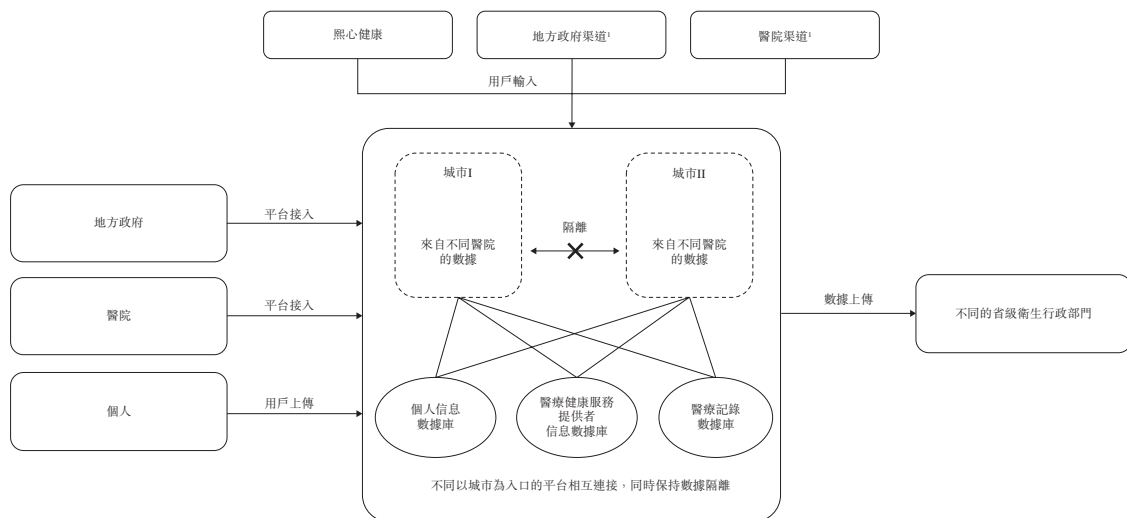 熙心健康
地方政府渠道¹
醫院渠道¹
用戶輸入
城市I
城市II
地方政府
平台接入
隔離
來自不同醫院
的數據
來自不同醫院
的數據
醫院
平台接入
數據上傳
不同的省級衛生行政部門
個人
用戶上傳
個人信息
數據庫
醫療健康服務
提供者
信息數據庫
醫療記錄
數據庫
不同以城市為入口的平台相互連接，同時保持數據隔離